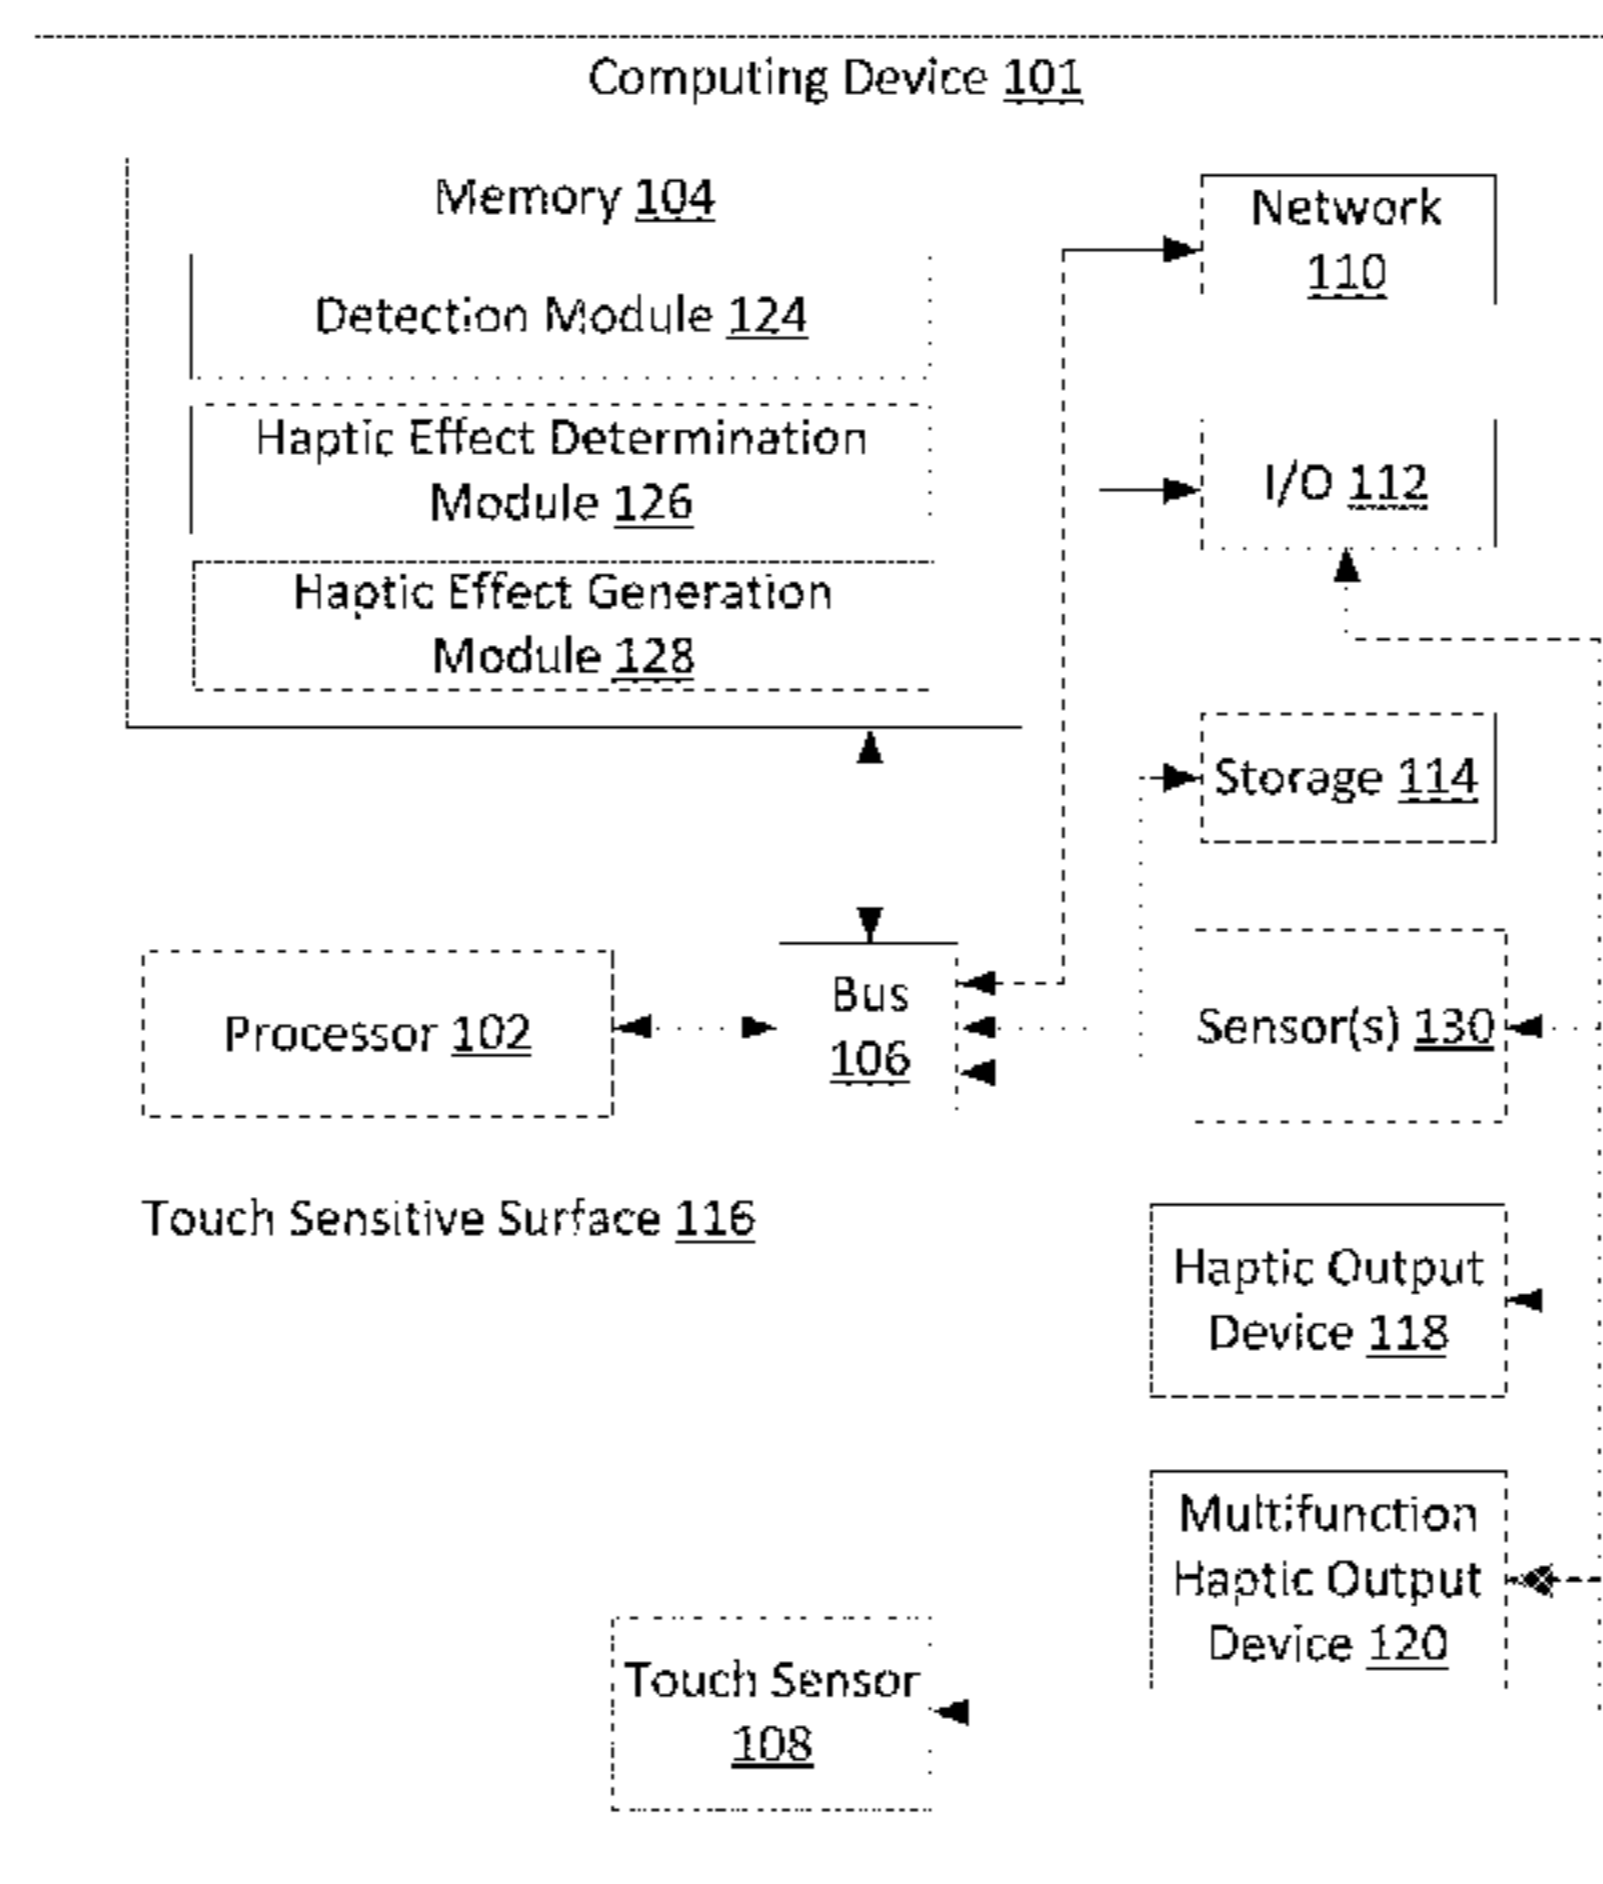 Computing Device 101
Memory 104
Detection Module 124
Haptic Effect Determination
Module 126
Haptic Effect Generation
Module 128
Network
110
I/O 112
Storage 114
Processor 102
Bus
106
Sensor(s) 130
Touch Sensitive Surface 116
Haptic Output
Device 118
Multifunction
Haptic Output
Device 120
Touch Sensor
108